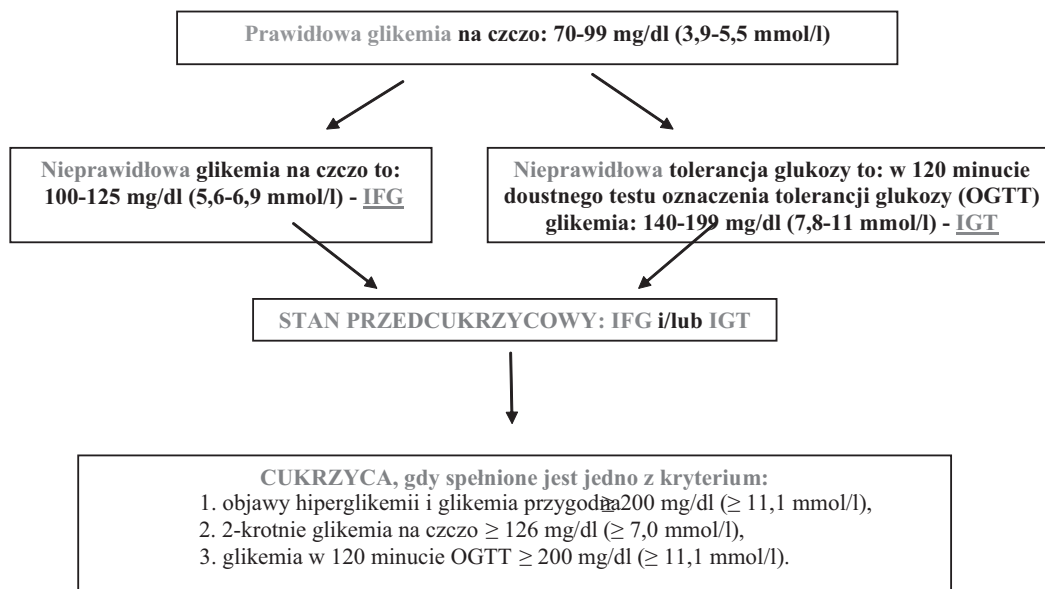 Prawidłowa glikemia na czczo: 70-99 mg/dl (3,9-5,5 mmol/l)
Nieprawidłowa glikemia na czczo to:
100-125 mg/dl (5,6-6,9 mmol/l) - IFG
Nieprawidłowa tolerancja glukozy to: w 120 minucie
doustnego testu oznaczenia tolerancji glukozy (OGTT)
glikemia: 140-199 mg/dl (7,8-11 mmol/l) - IGT
STAN PRZEDCUKRZYCOWY: IFG i/lub IGT
CUKRZYCA, gdy spełnione jest jedno z kryterium:
1. objawy hiperglikemii i glikemia przygodna ≥ 200 mg/dl (≥ 11,1 mmol/l),
2. 2-krotnie glikemia na czczo ≥ 126 mg/dl (≥ 7,0 mmol/l),
3. glikemia w 120 minucie OGTT ≥ 200 mg/dl (≥ 11,1 mmol/l).